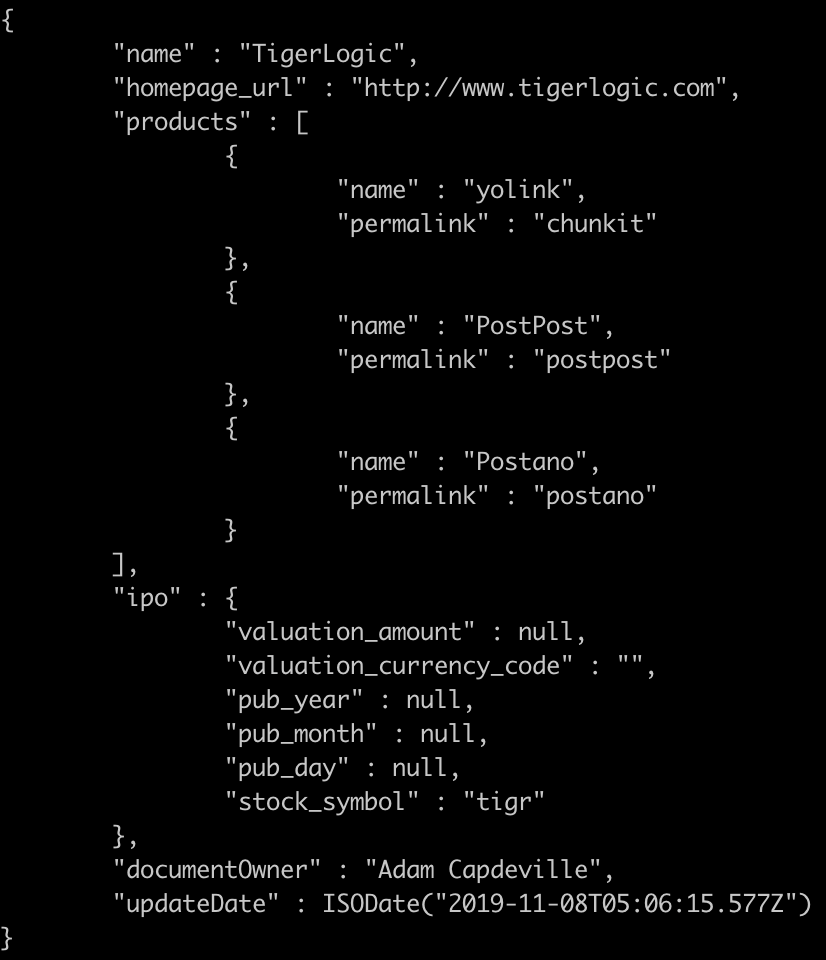 {
"name" : "TigerLogic",
"homepage_url" : "http://www.tigerlogic.com",
"products" : [
{
"name" : "yolink",
"permalink" : "chunkit"
},
{
"name" : "PostPost",
"permalink" : "postpost"
},
{
"name" : "Postano",
"permalink" : "postano"
}
],
"ipo" : {
"valuation_amount" : null,
"valuation_currency_code" : "",
"pub_year" : null,
"pub_month" : null,
"pub_day" : null,
"stock_symbol" : "tigr"
},
"documentOwner" : "Adam Capdeville",
"updateDate" : ISODate("2019-11-08T05:06:15.577Z")
}